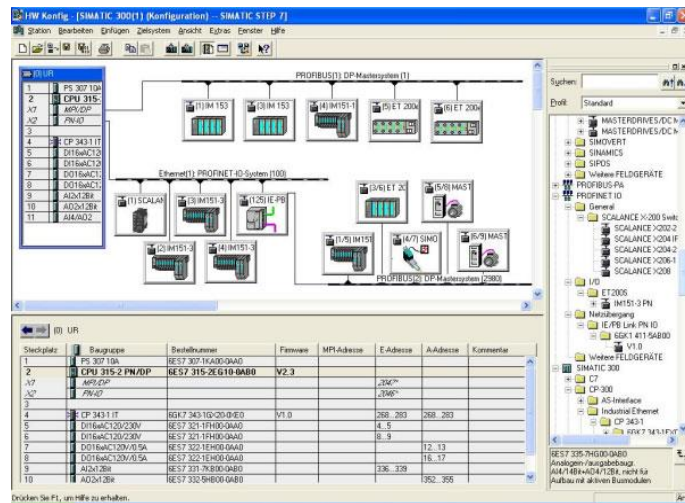 HW Konfig - [SIMATIC 300(1) (Konfiguration) -- SIMATIC STEP 7]
Station Bearbeiten Einfügen Zielsystem Ansicht Extras Fenster Hilfe
(0) UR
1 PS 307 10A
2 CPU 315-
X1 MPI/DP
X2 PN-IO
3
4 CP 343-1 IT
5 DI16xAC12
6 DI16xAC12
7 DO16xAC1
8 DO16xAC1
9 AI2x12Bit
10 AO2x12Bit
11 AI4/AO2
PROFIBUS(1): DP-Mastersystem (1)
(1) IM 153
(3) IM 153
(4) IM151-1
(5) ET 200
(6) ET 200
Ethernet(1): PROFINET-IO-System (100)
(1) SCALAN
(3) IM151-3
(125) IE-PB
(2) IM151-3
(4) IM151-3
(3/6) ET 20
(5/8) MAST
(1/5) IM151
(4/7) SIMO
(6/9) MAST
PROFIBUS(2): DP-Mastersystem (2980)
Suchen:
Profil: Standard
MASTERDRIVES/DC M
MASTERDRIVES/DC M
SIMOVERT
SINAMICS
SIPOS
Weitere FELDGERÄTE
PROFIBUS-PA
PROFINET IO
General
SCALANCE X-200 Switc
SCALANCE X202-2
SCALANCE X204 IF
SCALANCE X204-2
SCALANCE X206-1
SCALANCE X208
I/O
ET200S
IM151-3 PN
Netzübergang
IE/PB Link PN IO
6GK1 411-5AB00
V1.0
Weitere FELDGERÄTE
SIMATIC 300
C7
CP-300
AS-Interface
Industrial Ethernet
CP 343-1
6ES7 335-7HG00-0AB0
Analogein-/ausgabebaugr.
AI4/14Bit+AO4/12Bit, nicht für
Aufbau mit aktiven Busmodulen
(0) UR
Steckplatz Baugruppe Bestellnummer Firmware MPI-Adresse E-Adresse A-Adresse Kommentar
1 PS 307 10A 6ES7 307-1KA00-0AA0
2 CPU 315-2 PN/DP 6ES7 315-2EG10-0AB0 V2.3
X1 MPI/DP 2047*
X2 PN-IO 2046*
3
4 CP 343-1 IT 6GK7 343-1GX20-0XE0 V1.0 268...283 268...283
5 DI16xAC120/230V 6ES7 321-1FH00-0AA0 4...5
6 DI16xAC120/230V 6ES7 321-1FH00-0AA0 8...9
7 DO16xAC120V/0.5A 6ES7 322-1EH00-0AA0 12...13
8 DO16xAC120V/0.5A 6ES7 322-1EH00-0AA0 16...17
9 AI2x12Bit 6ES7 331-7KB00-0AB0 336...339
10 AO2x12Bit 6ES7 332-5HB00-0AB0 352...355
Drücken Sie F1, um Hilfe zu erhalten.